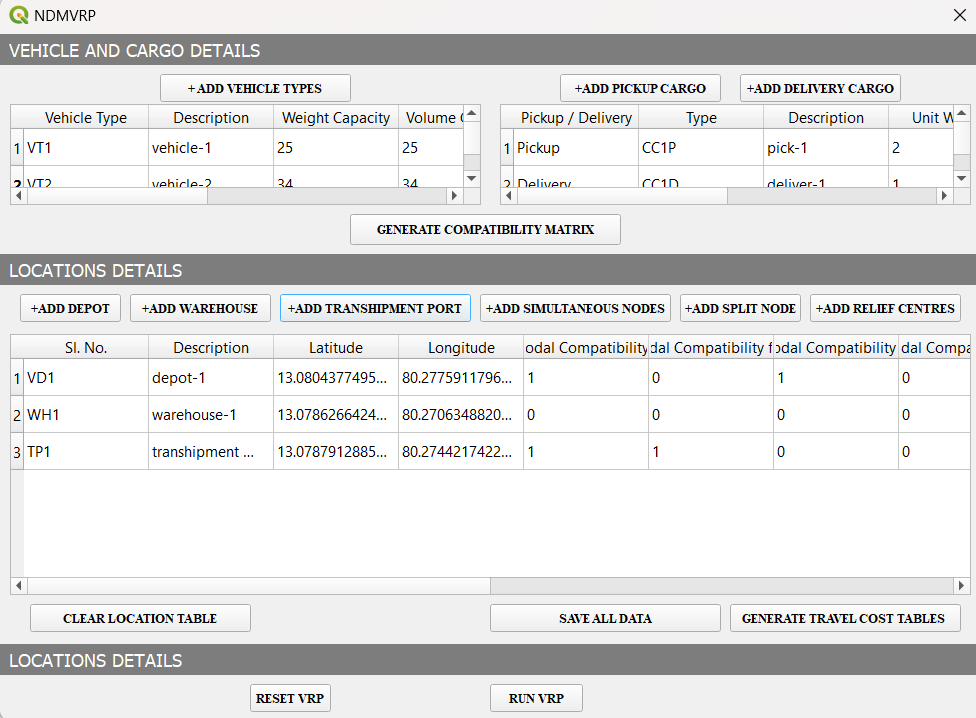 NDMVRP
VEHICLE AND CARGO DETAILS
+ ADD VEHICLE TYPES
+ADD PICKUP CARGO
+ADD DELIVERY CARGO
Vehicle Type Description Weight Capacity Volume
1 VT1 vehicle-1 25 25
2 VT2 vehicle-2 34 34
Pickup / Delivery Type Description Unit W
1 Pickup CC1P pick-1 2
2 Delivery CC1D deliver-1 1
GENERATE COMPATIBILITY MATRIX
LOCATIONS DETAILS
+ADD DEPOT +ADD WAREHOUSE +ADD TRANSHIPMENT PORT +ADD SIMULTANEOUS NODES +ADD SPLIT NODE +ADD RELIEF CENTRES
Sl. No. Description Latitude Longitude odal Compatibility dal Compatibility f odal Compatibility dal Compa
1 VD1 depot-1 13.0804377495... 80.2775911796... 1 0 1 0
2 WH1 warehouse-1 13.0786266424... 80.2706348820... 0 0 0 0
3 TP1 transhipment ... 13.0787912885... 80.2744217422... 1 1 0 0
CLEAR LOCATION TABLE SAVE ALL DATA GENERATE TRAVEL COST TABLES
LOCATIONS DETAILS
RESET VRP RUN VRP